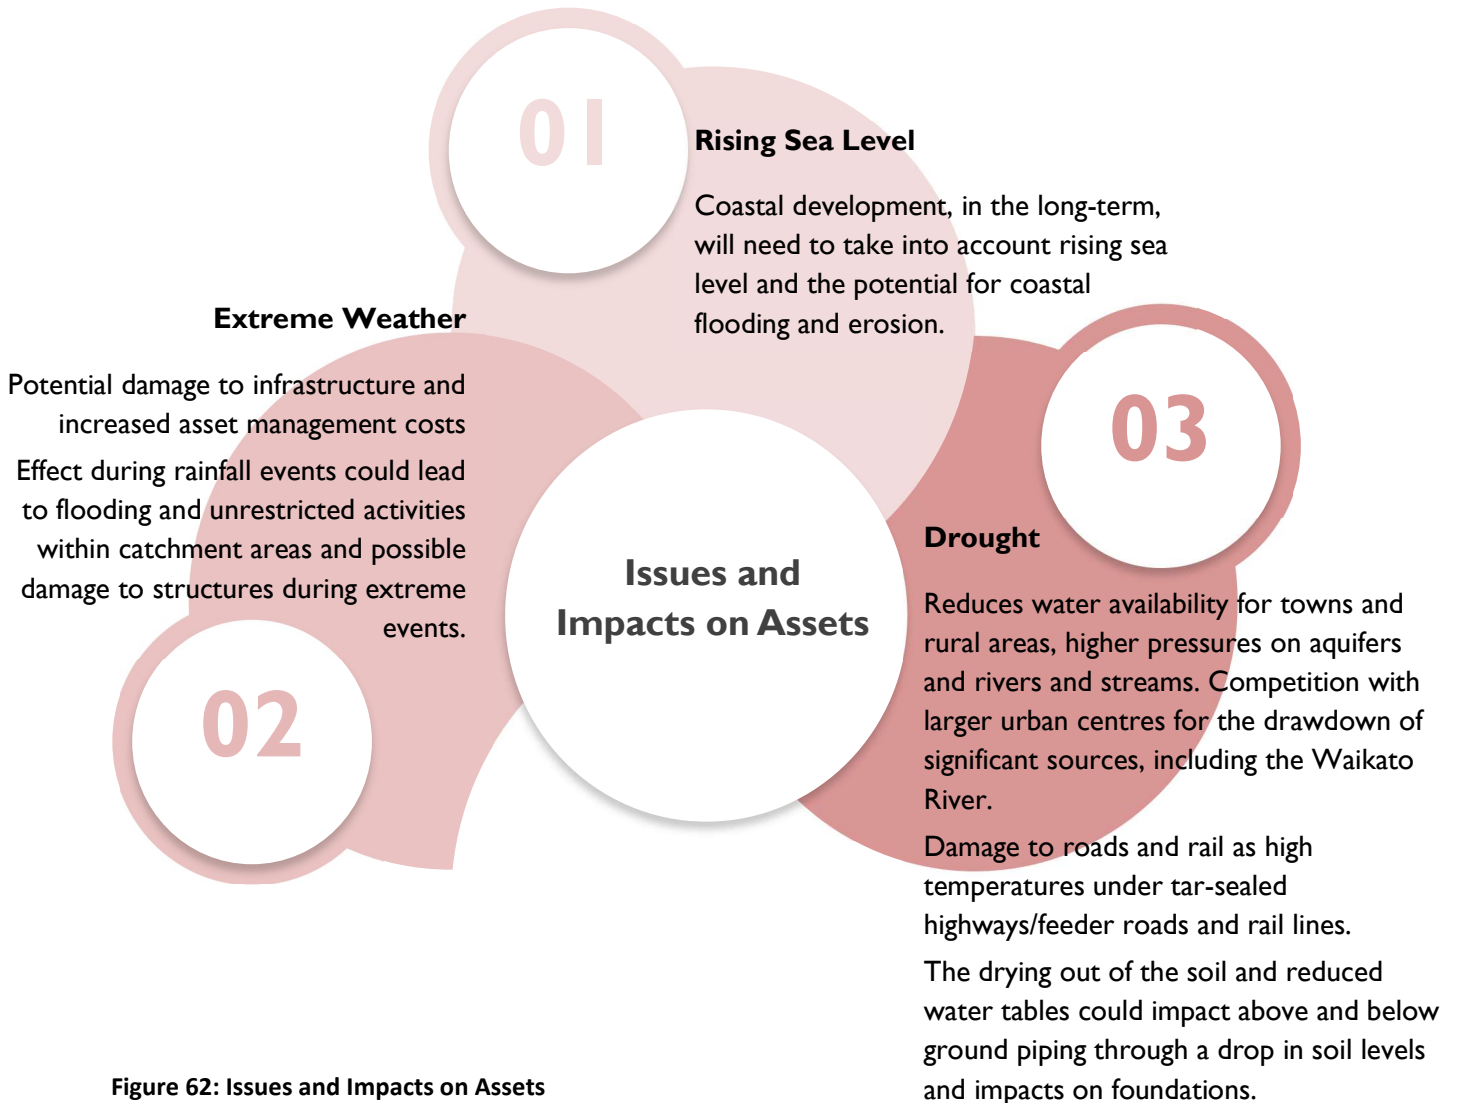 01
Rising Sea Level
Coastal development, in the long-term,
will need to take into account rising sea
level and the potential for coastal
flooding and erosion.
Extreme Weather
Potential damage to infrastructure and
increased asset management costs
Effect during rainfall events could lead
to flooding and unrestricted activities
within catchment areas and possible
damage to structures during extreme
events.
02
Issues and
Impacts on Assets
03
Drought
Reduces water availability for towns and
rural areas, higher pressures on aquifers
and rivers and streams. Competition with
larger urban centres for the drawdown of
significant sources, including the Waikato
River.
Damage to roads and rail as high
temperatures under tar-sealed
highways/feeder roads and rail lines.
The drying out of the soil and reduced
water tables could impact above and below
ground piping through a drop in soil levels
and impacts on foundations.
Figure 62: Issues and Impacts on Assets